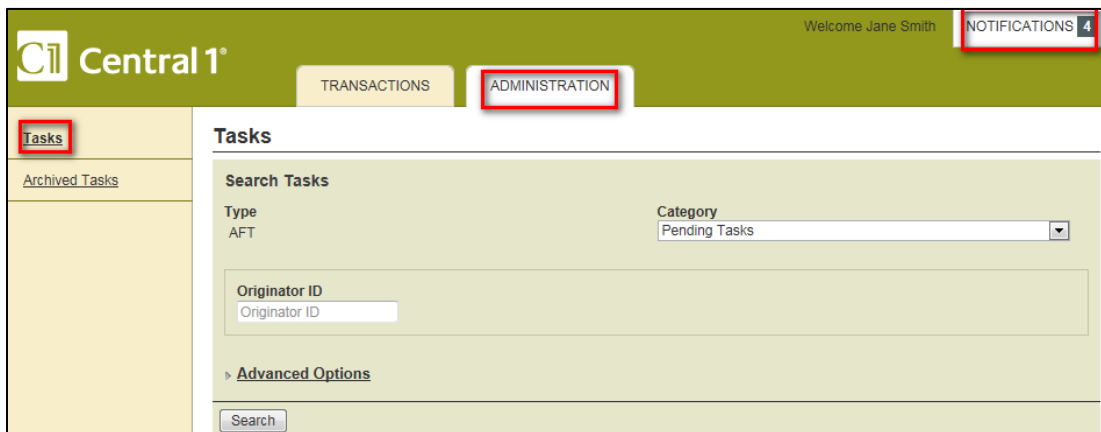 Welcome Jane Smith
NOTIFICATIONS 4
C1 Central 1®
TRANSACTIONS
ADMINISTRATION
Tasks
Archived Tasks
Tasks
Search Tasks
Type
AFT
Category
Pending Tasks
Originator ID
Originator ID
Advanced Options
Search